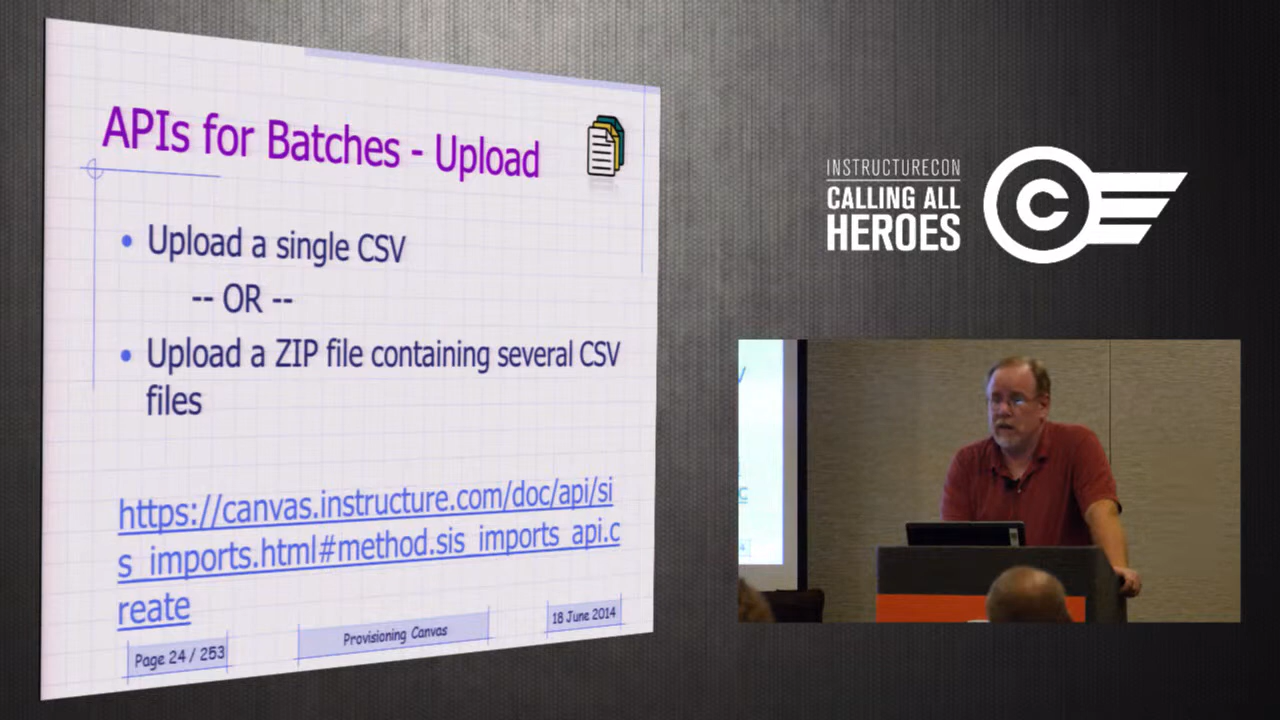 APIs for Batches - Upload
• Upload a single CSV
-- OR --
• Upload a ZIP file containing several CSV
files
https://canvas.instructure.com/doc/api/si
s_imports.html#method.sis_imports_api.c
reate
Page 24 / 253
Provisioning Canvas
18 June 2014
INSTRUCTURECON
CALLING ALL
HEROES
C